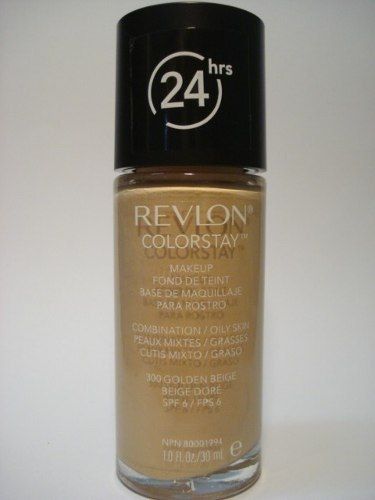 24 hrs
REVLON®
COLORSTAY™
MAKEUP
FOND DE TEINT
BASE DE MAQUILLAJE
PARA ROSTRO
COMBINATION / OILY SKIN
PEAUX MIXTES / GRASSES
CUTIS MIXTO / GRASO
300 GOLDEN BEIGE
BEIGE DORÉ
SPF 6 / FPS 6
NPN 80001994
1.0 fl.oz/30 mL e